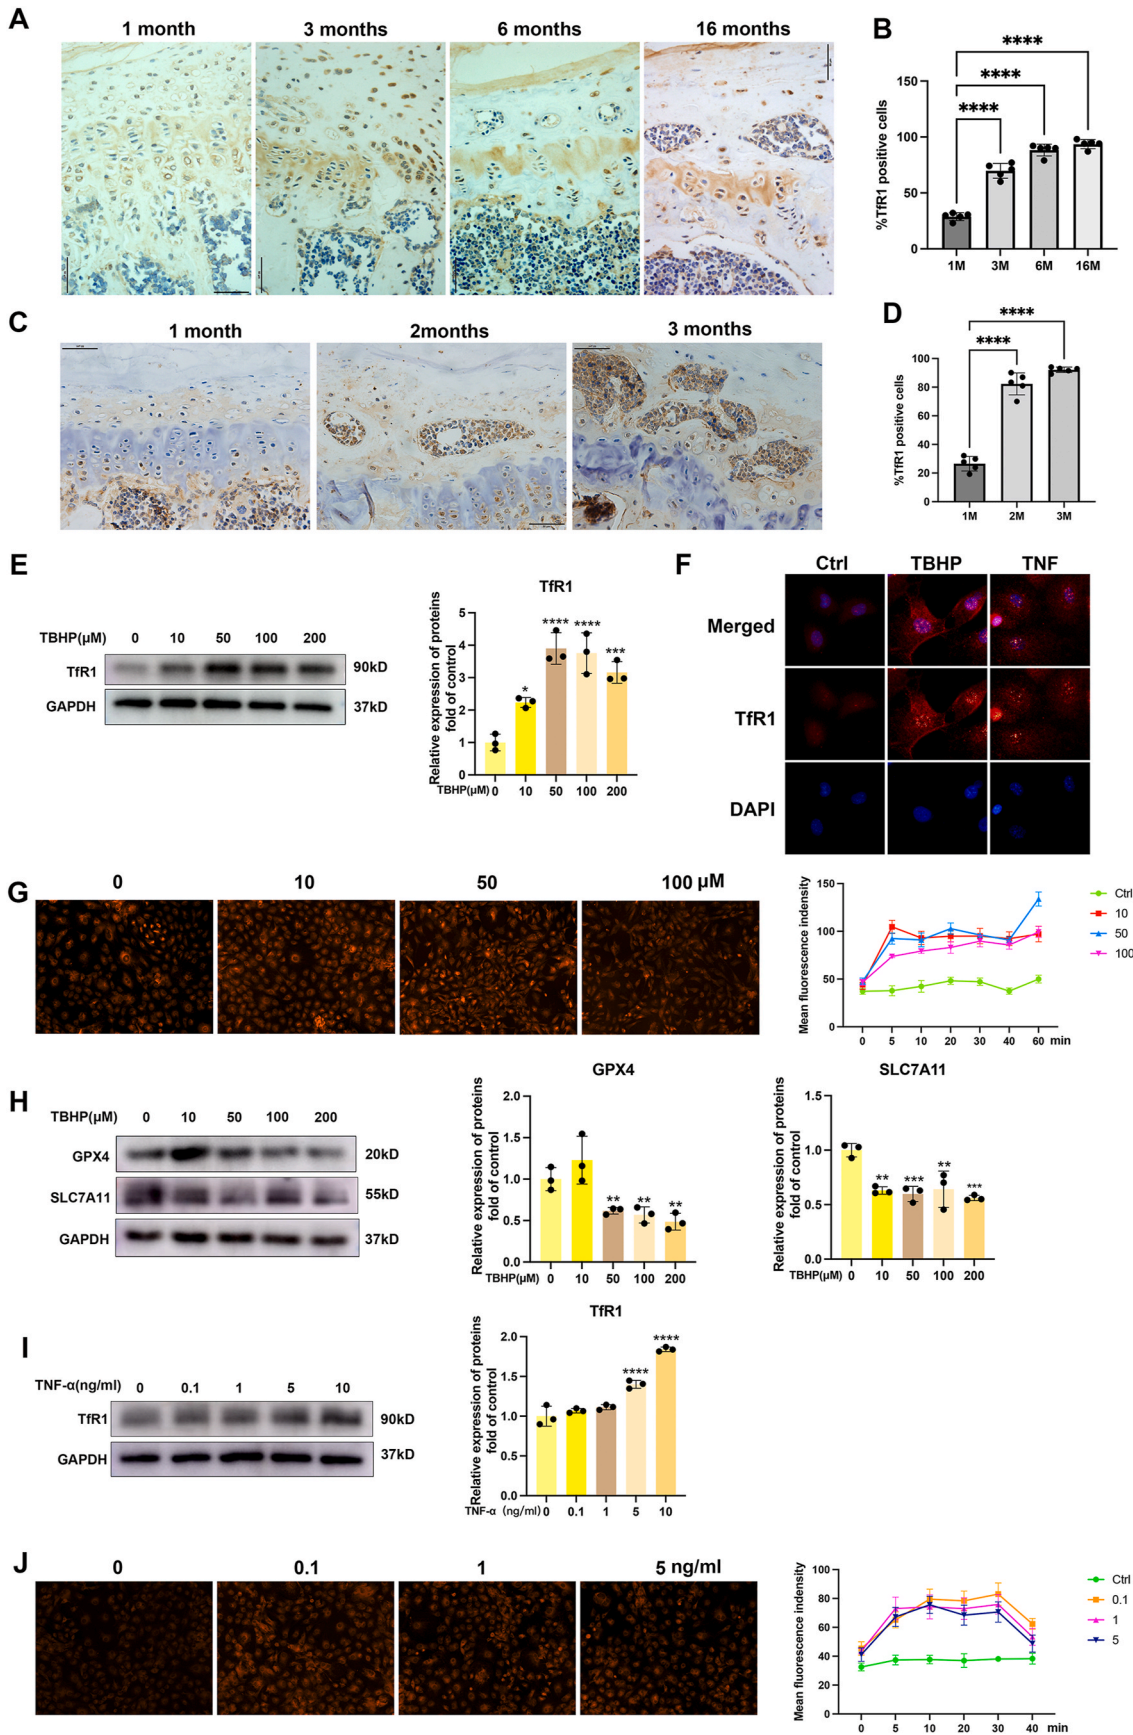 A
1 month 3 months 6 months 16 months
B
**** 
****
****
150
100
50
0
%TfR1 positive cells
1M 3M 6M 16M
C
1 month 2months 3 months
D
****
****
100
80
60
40
20
0
%TfR1 positive cells
1M 2M 3M
E
TBHP(μM) 0 10 50 100 200
TfR1 90kD
GAPDH 37kD
TfR1
Relative expression of proteins
fold of control
5
4
3
2
1
0
* **** **** ***
TBHP(μM) 0 10 50 100 200
F
Ctrl TBHP TNF
Merged
TfR1
DAPI
G
0 10 50 100 μM
Mean fluorescence indensity
150
100
50
0
0 5 10 20 30 40 60 min
Ctrl
10
50
100
H
TBHP(μM) 0 10 50 100 200
GPX4 20kD
SLC7A11 55kD
GAPDH 37kD
GPX4
Relative expression of proteins
fold of control
2.0
1.5
1.0
0.5
0.0
** ** **
TBHP(μM) 0 10 50 100 200
SLC7A11
Relative expression of proteins
fold of control
1.5
1.0
0.5
0.0
** *** ** ***
TBHP(μM) 0 10 50 100 200
I
TNF-α(ng/ml) 0 0.1 1 5 10
TfR1 90kD
GAPDH 37kD
TfR1
Relative expression of proteins
fold of control
2.0
1.5
1.0
0.5
0.0
**** ****
TNF-α (ng/ml) 0 0.1 1 5 10
J
0 0.1 1 5 ng/ml
Mean fluorescence indensity
100
80
60
40
20
0
0 5 10 20 30 40 min
Ctrl
0.1
1
5